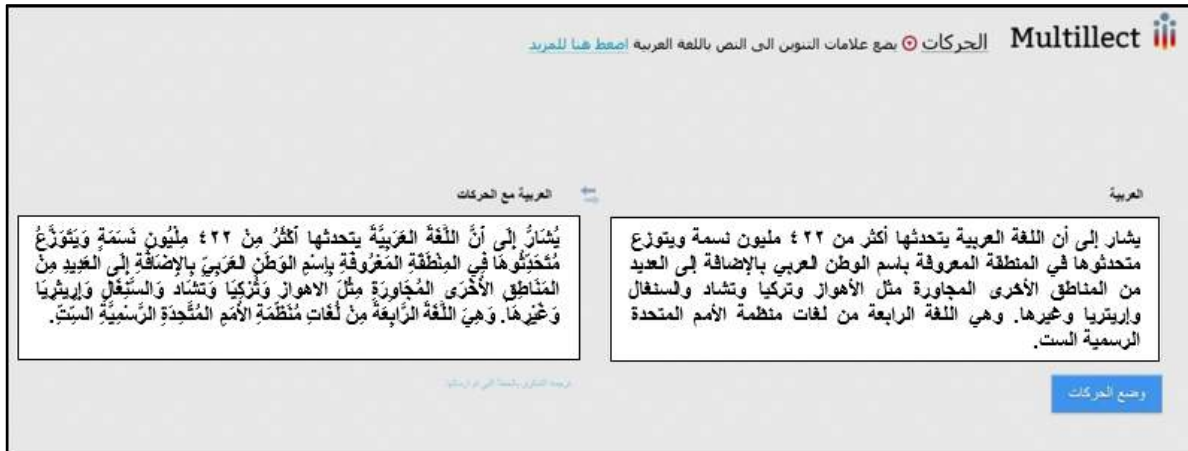 Multillect
الحركات يضع علامات التنوين الى النص باللغة العربية اضعط هنا للمزيد
العربية
يشار إلى أن اللغة العربية يتحدثها أكثر من ٤٢٢ مليون نسمة ويتوزع
متحدثوها في المنطقة المعروفة باسم الوطن العربي بالإضافة إلى العديد
من المناطق الأخرى المجاورة مثل الأهواز وتركيا وتشاد والسنغال
وإريتريا وغيرها. وهي اللغة الرابعة من لغات منظمة الأمم المتحدة
الرسمية الست.
وضع الحركات
العربية مع الحركات
يُشَارُ إِلَى أَنَّ اللُّغَةَ العَرَبِيَّةَ يتحدثها أَكْثَرُ مِنْ ٤٢٢ مِلْيُونِ نَسَمَةٍ وَيَتَوَزَّعُ
مُتَحَدِّثُوهَا فِي المِنْطَقَةِ المَعْرُوفَةِ بِاِسْمِ الوَطَنِ العَرَبِيِّ بِالإِضَافَةِ إِلَى العَدِيدِ مِنْ
المَنَاطِقِ الأُخْرَى المُجَاوِرَةِ مِثْلَ الاهواز وَتُرْكِيَا وَتشَاد وَالسِّنْغَالِ وَإِرِيتْرِيَا
وَغَيْرِهَا. وَهِيَ اللُّغَةُ الرَّابِعَةُ مِنْ لُغَاتِ مُنَظَّمَةِ الأُمَمِ المُتَّحِدَةِ الرَّسْمِيَّةِ السِّتِّ.